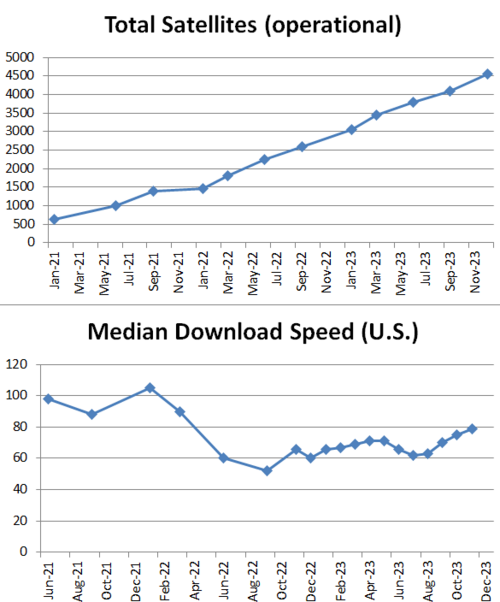 Total Satellites (operational)
5000
4500
4000
3500
3000
2500
2000
1500
1000
500
0
Jan-21
Mar-21
May-21
Jul-21
Sep-21
Nov-21
Jan-22
Mar-22
May-22
Jul-22
Sep-22
Nov-22
Jan-23
Mar-23
May-23
Jul-23
Sep-23
Nov-23
Median Download Speed (U.S.)
120
100
80
60
40
20
0
Jun-21
Aug-21
Oct-21
Dec-21
Feb-22
Apr-22
Jun-22
Aug-22
Oct-22
Dec-22
Feb-23
Apr-23
Jun-23
Aug-23
Oct-23
Dec-23